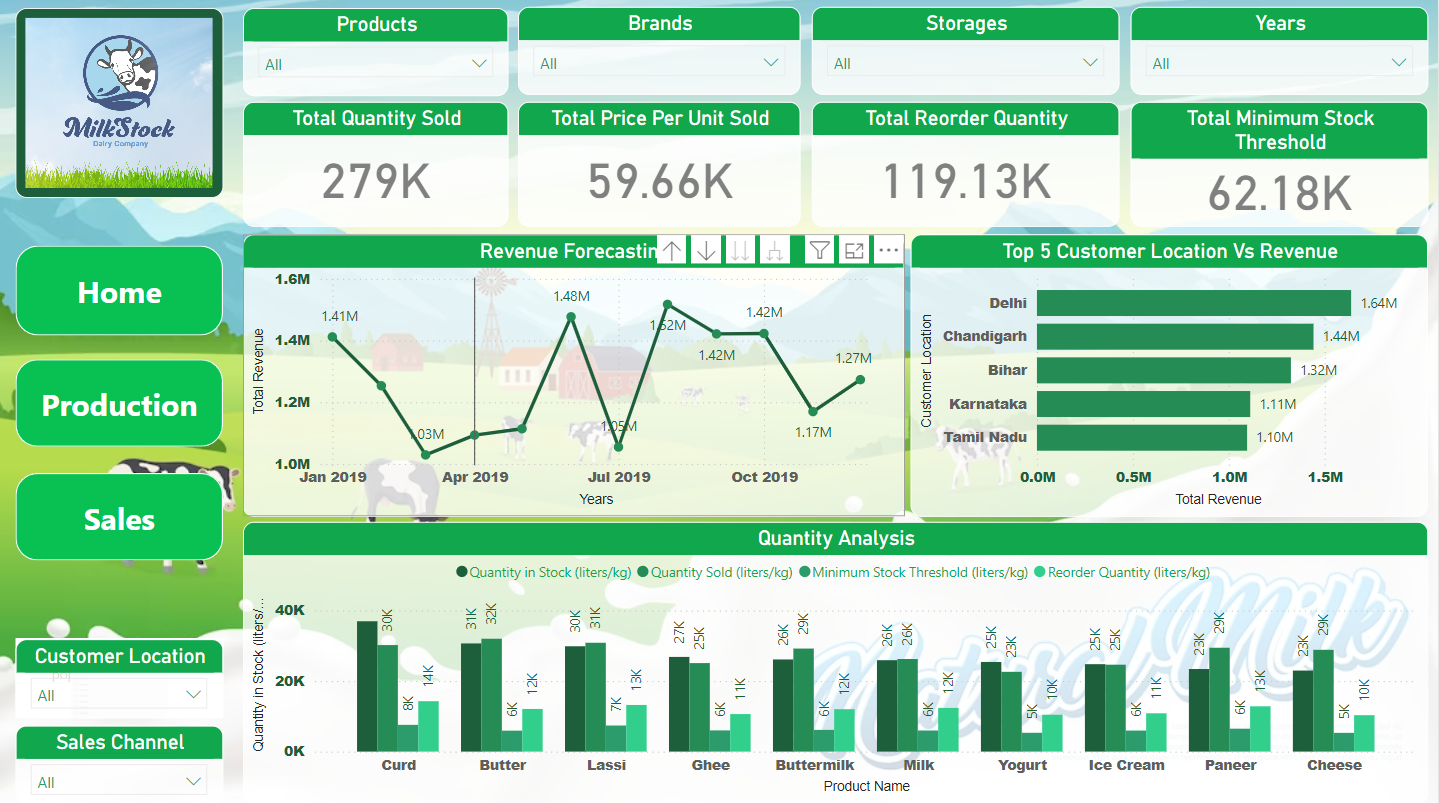 MilkStock
Dairy Company
Products
All
Brands
All
Storages
All
Years
All
Total Quantity Sold
279K
Total Price Per Unit Sold
59.66K
Total Reorder Quantity
119.13K
Total Minimum Stock
Threshold
62.18K
Home
Production
Sales
Customer Location
All
Sales Channel
All
Revenue Forecastin
Total Revenue
1.6M
1.4M
1.2M
1.0M
1.41M
1.03M
1.48M
1.05M
1.52M
1.42M
1.42M
1.17M
1.27M
Jan 2019
Apr 2019
Jul 2019
Oct 2019
Years
Top 5 Customer Location Vs Revenue
Customer Location
Delhi
1.64M
Chandigarh
1.44M
Bihar
1.32M
Karnataka
1.11M
Tamil Nadu
1.10M
0.0M
0.5M
1.0M
1.5M
Total Revenue
Quantity Analysis
Quantity in Stock (liters/kg) Quantity Sold (liters/kg) Minimum Stock Threshold (liters/kg) Reorder Quantity (liters/kg)
Quantity in Stock (liters/...
40K
20K
0K
30K
8K
14K
31K
32K
6K
12K
30K
31K
7K
13K
27K
25K
6K
11K
26K
29K
6K
12K
26K
26K
6K
12K
25K
23K
5K
10K
25K
25K
6K
11K
23K
29K
6K
13K
23K
29K
5K
10K
Curd
Butter
Lassi
Ghee
Buttermilk
Milk
Yogurt
Ice Cream
Paneer
Cheese
Product Name
Natural Milk